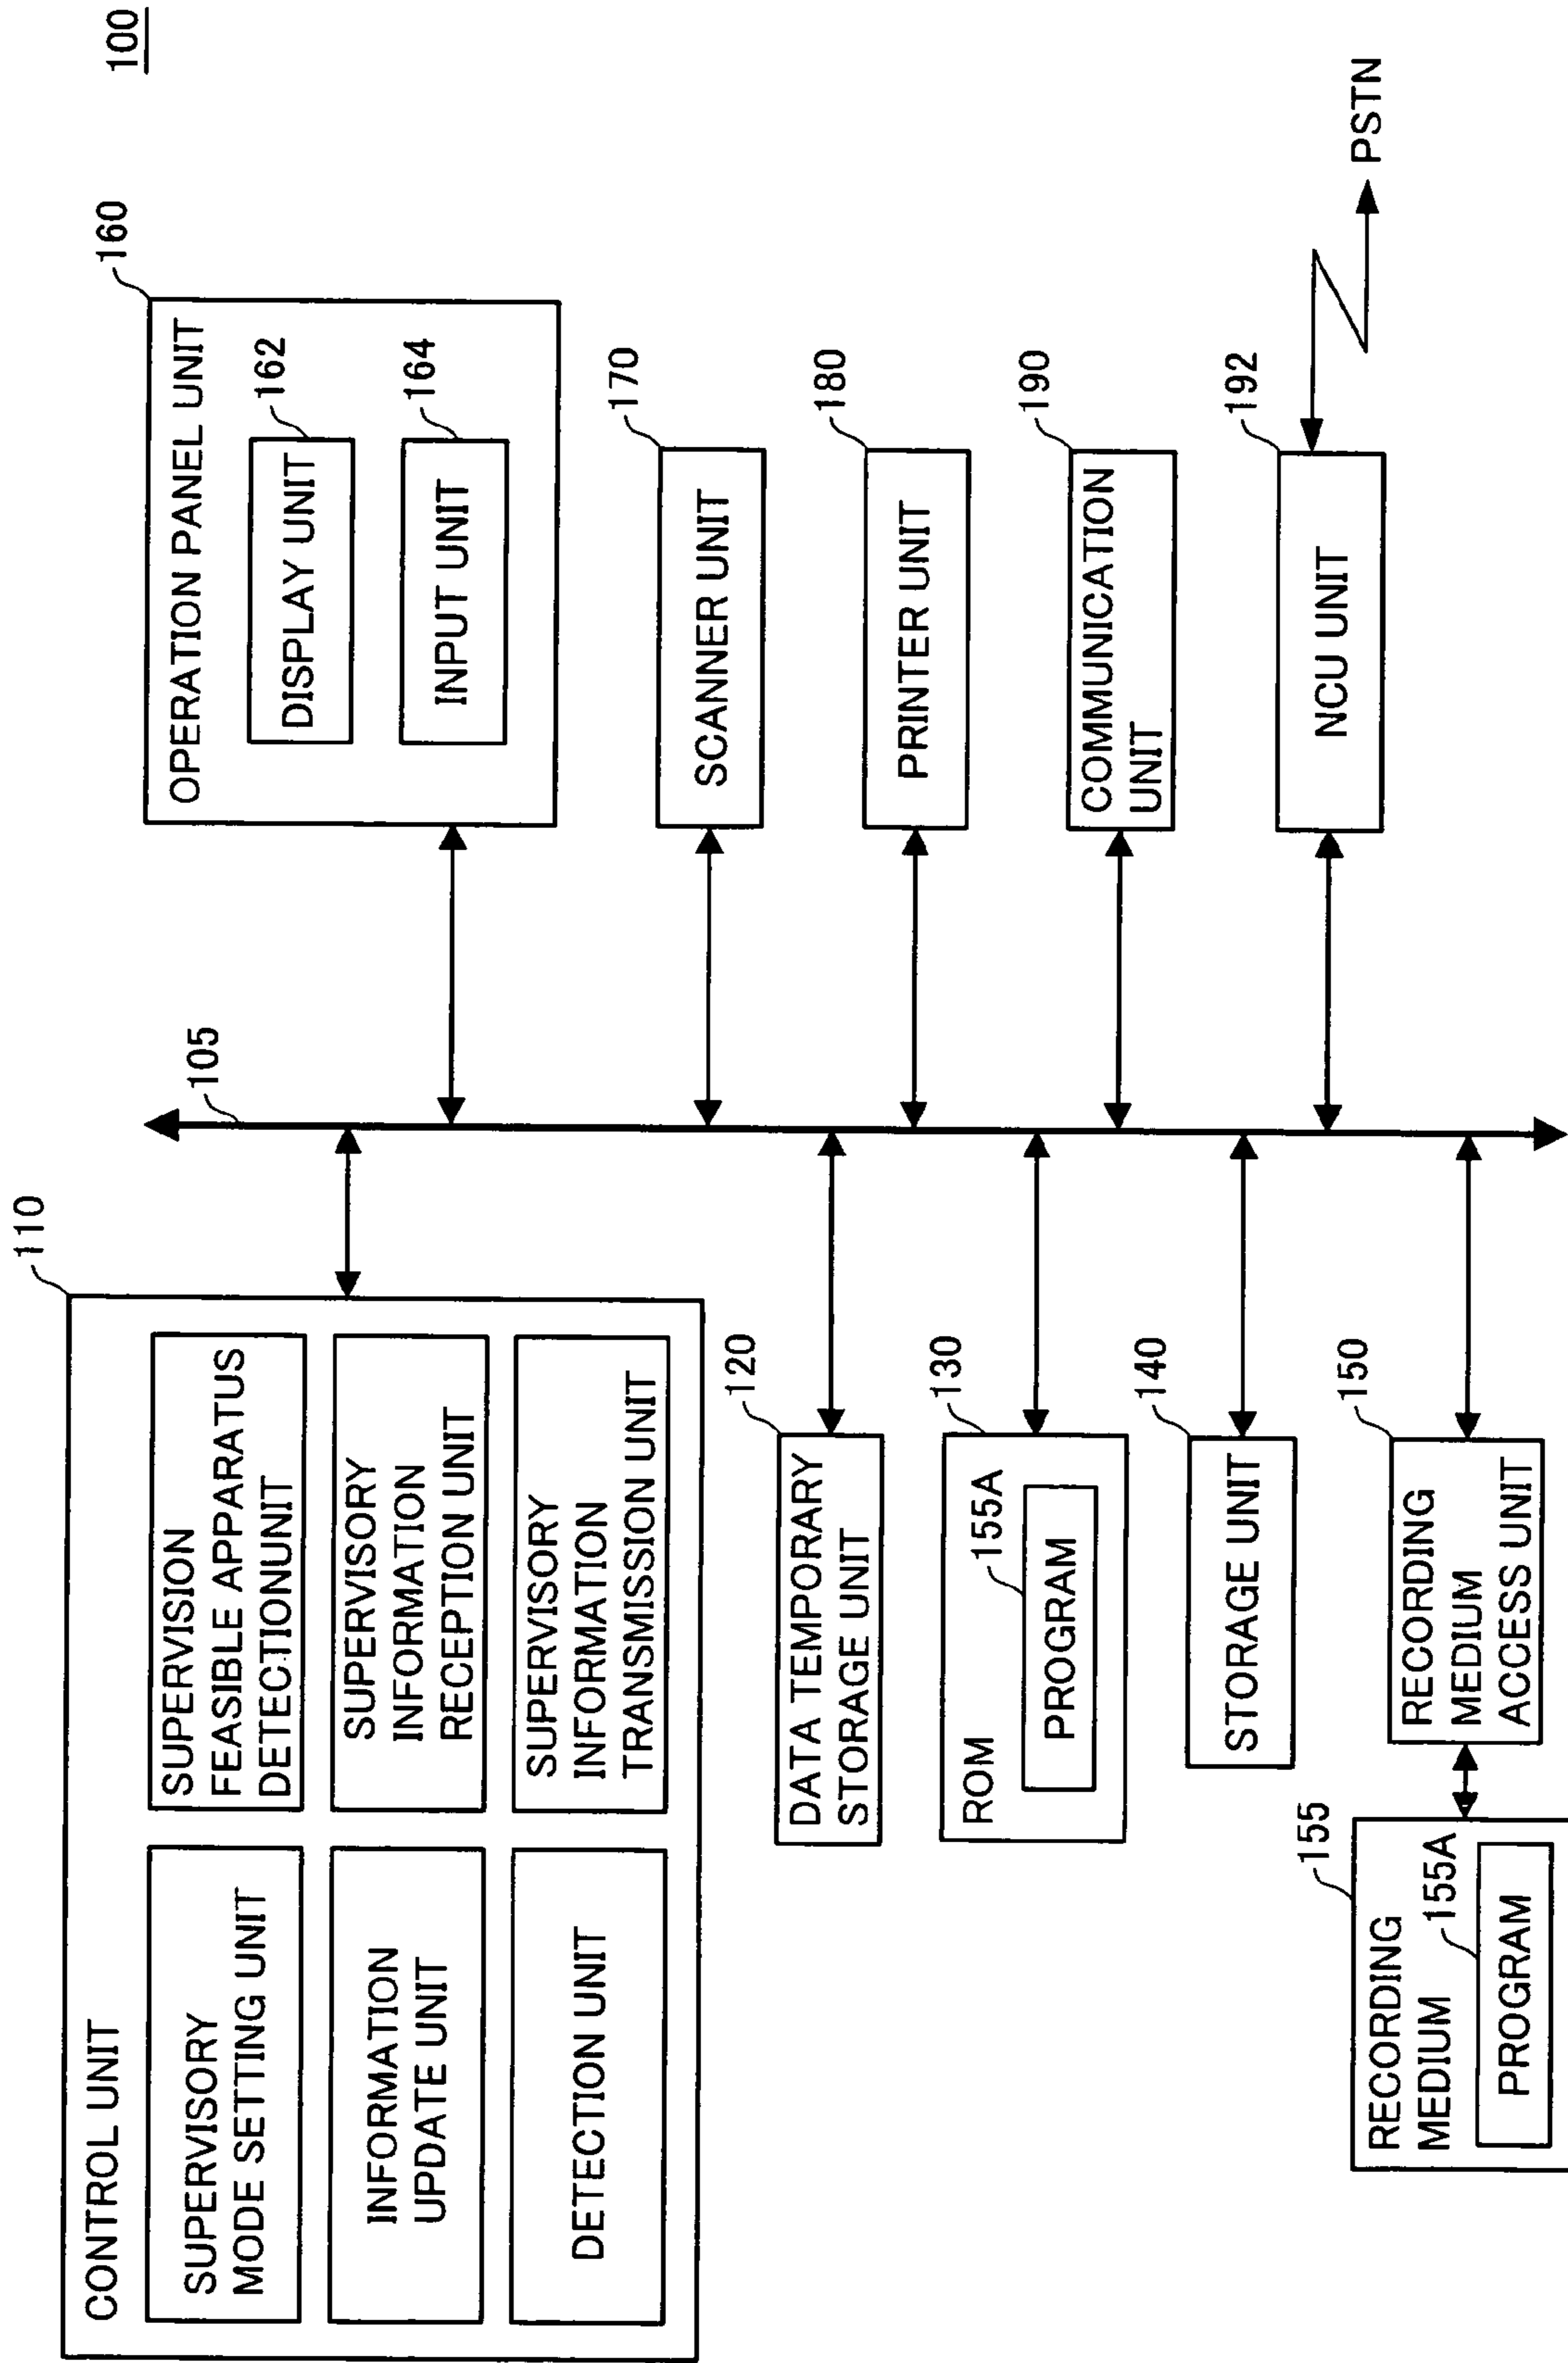 100
110
CONTROL UNIT
SUPERVISORY
MODE SETTING UNIT
SUPERVISION
FEASIBLE APPARATUS
DETECTIONUNIT
INFORMATION
UPDATE UNIT
SUPERVISORY
INFORMATION
RECEPTION UNIT
DETECTION UNIT
SUPERVISORY
INFORMATION
TRANSMISSION UNIT
105
160
OPERATION PANEL UNIT
162
DISPLAY UNIT
164
INPUT UNIT
120
DATA TEMPORARY
STORAGE UNIT
170
SCANNER UNIT
130
ROM
155A
PROGRAM
180
PRINTER UNIT
140
STORAGE UNIT
190
COMMUNICATION
UNIT
155
RECORDING
MEDIUM
155A
PROGRAM
150
RECORDING
MEDIUM
ACCESS UNIT
192
NCU UNIT
PSTN